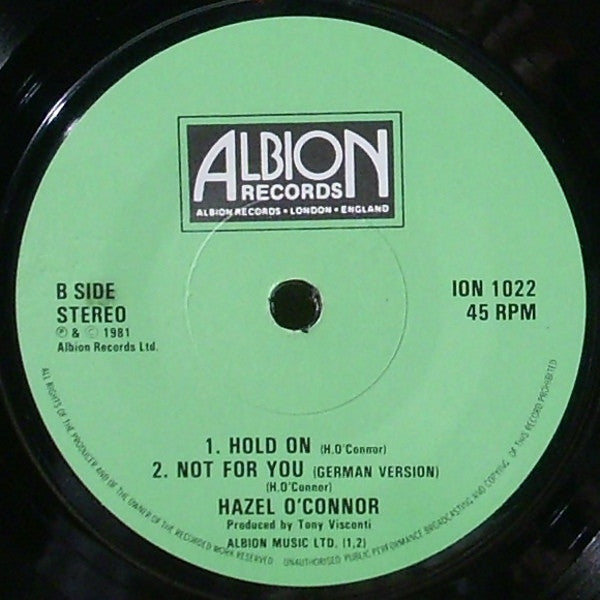 ALBION
RECORDS
ALBION RECORDS • LONDON • ENGLAND
B SIDE
STEREO
℗ & © 1981
Albion Records Ltd.
ION 1022
45 RPM
1. HOLD ON (H.O'Connor)
2. NOT FOR YOU (GERMAN VERSION)
(H.O'Connor)
HAZEL O'CONNOR
Produced by Tony Visconti
ALBION MUSIC LTD. (1,2)
ALL RIGHTS OF THE PRODUCER AND OF THE OWNER OF THE RECORDED WORK RESERVED UNAUTHORISED PUBLIC PERFORMANCE BROADCASTING AND COPYING OF THIS RECORD PROHIBITED